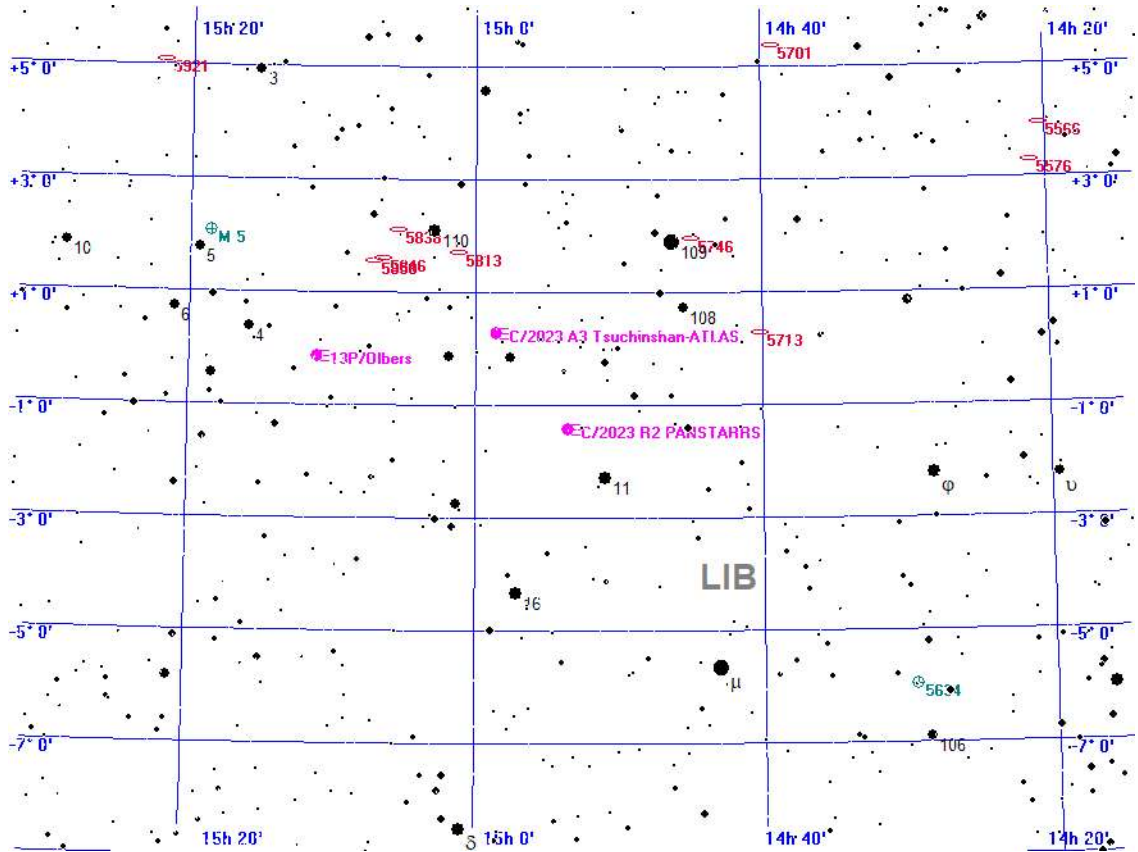 15h 20'
15h 0'
14h 40'
14h 20'
+5° 0'
5921
3
5701
+5° 0'
5566
5576
+3° 0'
+3° 0'
M 5
10
5
5838
110
5813
5846
109
5746
+1° 0'
+1° 0'
6
4
108
C/2023 A3 Tsuchinshan-ATLAS
5713
13P/Olbers
-1° 0'
-1° 0'
C/2023 R2 PANSTARRS
11
φ
υ
-3° 0'
-3° 0'
LIB
16
-5° 0'
-5° 0'
μ
5634
-7° 0'
106
-7° 0'
δ
15h 20'
15h 0'
14h 40'
14h 20'